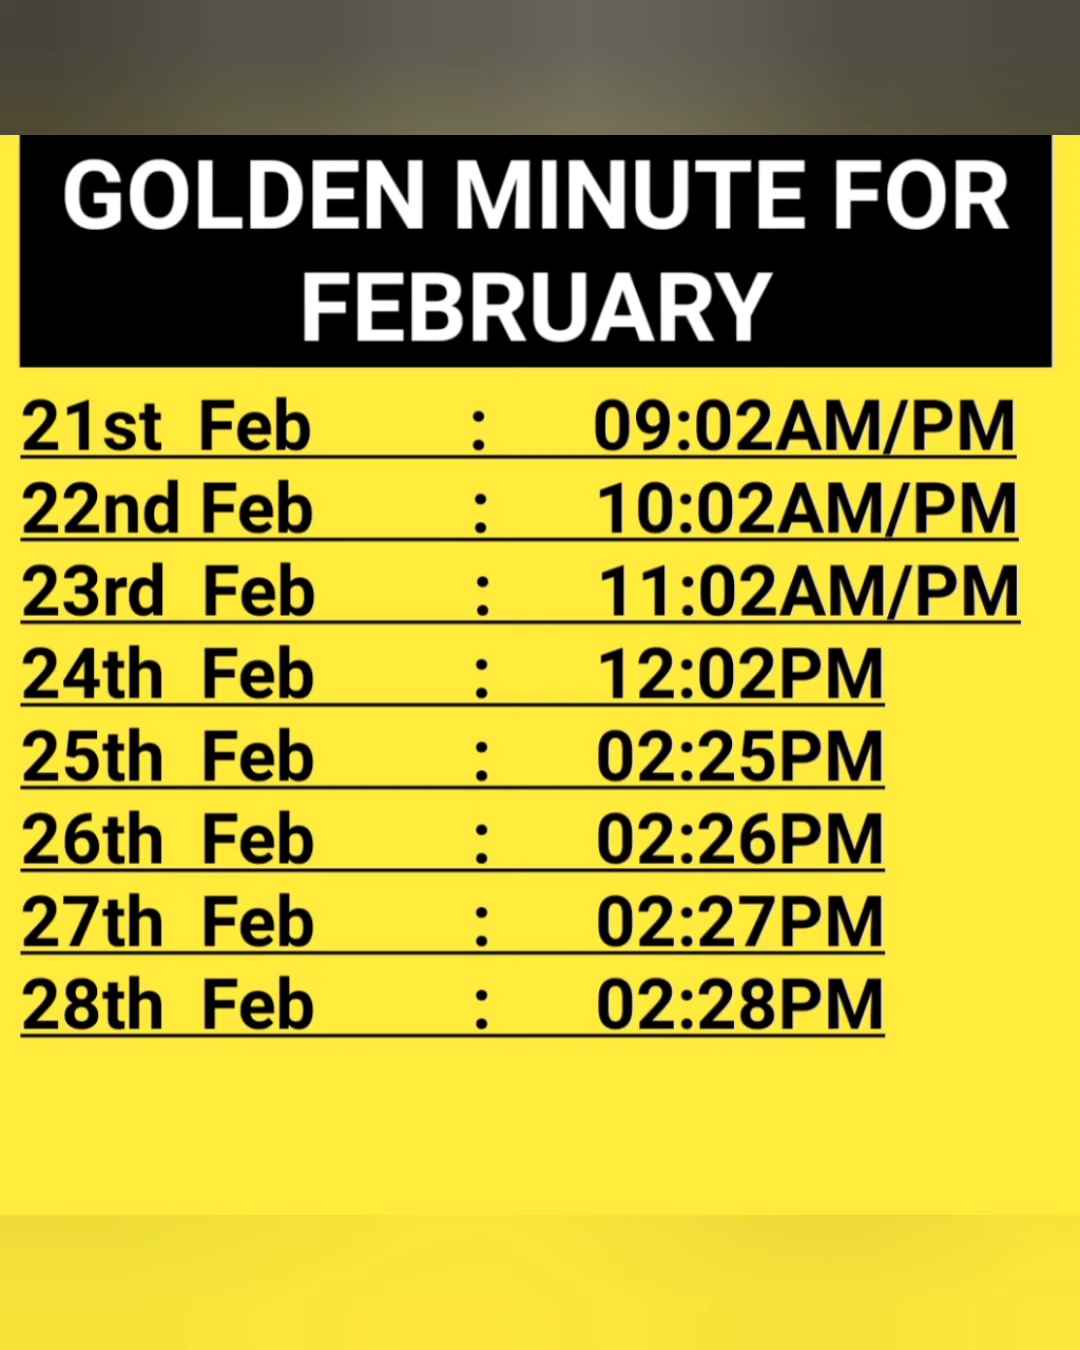 GOLDEN MINUTE FOR
FEBRUARY
21st Feb : 09:02AM/PM
22nd Feb : 10:02AM/PM
23rd Feb : 11:02AM/PM
24th Feb : 12:02PM
25th Feb : 02:25PM
26th Feb : 02:26PM
27th Feb : 02:27PM
28th Feb : 02:28PM